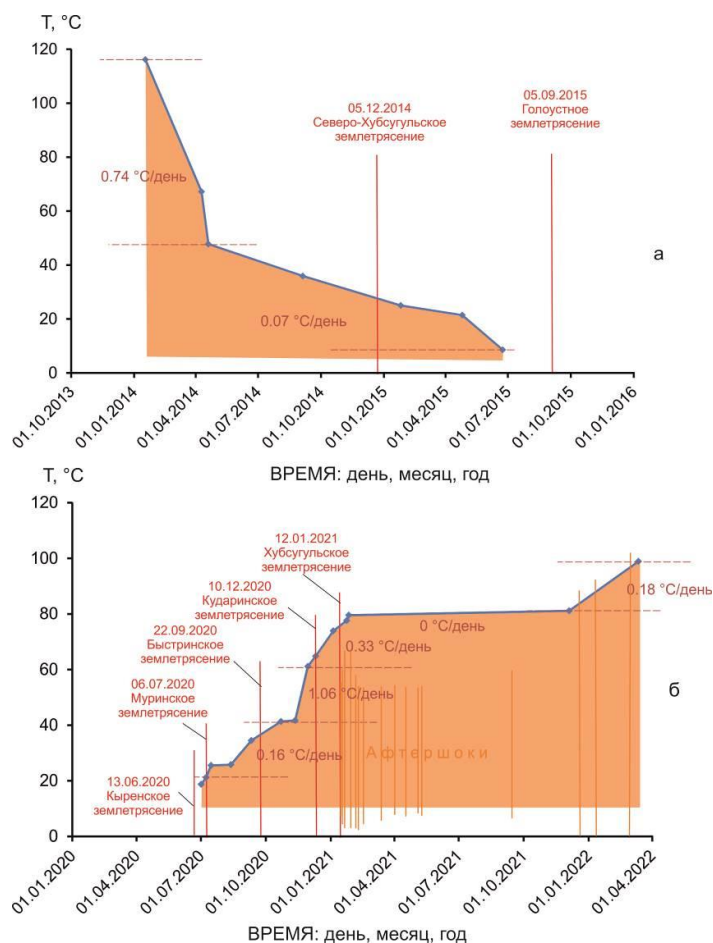 T, °C
120
100
80
60
40
20
0
05.12.2014
Северо-Хубсугульское
землетрясение
05.09.2015
Голоустное
землетрясение
0.74 °C/день
0.07 °C/день
а
01.10.2013
01.01.2014
01.04.2014
01.07.2014
01.10.2014
01.01.2015
01.04.2015
01.07.2015
01.10.2015
01.01.2016
ВРЕМЯ: день, месяц, год
T, °C
120
100
80
60
40
20
0
12.01.2021
Хубсугульское
землетрясение
10.12.2020
Кударинское
землетрясение
22.09.2020
Быстринское
землетрясение
06.07.2020
Муринское
землетрясение
13.06.2020
Кыренское
землетрясение
0.18 °C/день
0 °C/день
0.33 °C/день
1.06 °C/день
0.16 °C/день
Афтершоки
б
01.01.2020
01.04.2020
01.07.2020
01.10.2020
01.01.2021
01.04.2021
01.07.2021
01.10.2021
01.01.2022
01.04.2022
ВРЕМЯ: день, месяц, год